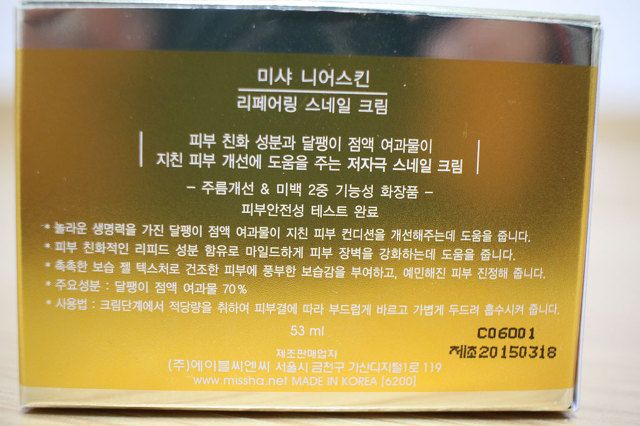 미샤 니어스킨
리페어링 스네일 크림
피부 친화 성분과 달팽이 점액 여과물이
지친 피부 개선에 도움을 주는 저자극 스네일 크림
- 주름개선 & 미백 2중 기능성 화장품 -
피부안전성 테스트 완료
* 놀라운 생명력을 가진 달팽이 점액 여과물이 지친 피부 컨디션을 개선해주는데 도움을 줍니다.
* 피부 친화적인 리피드 성분 함유로 마일드하게 피부 장벽을 강화하는데 도움을 줍니다.
* 촉촉한 보습 젤 텍스처로 건조한 피부에 풍부한 보습감을 부여하고, 예민해진 피부 진정해 줍니다.
* 주요성분 : 달팽이 점액 여과물 70%
* 사용법 : 크림단계에서 적당량을 취하여 피부결에 따라 부드럽게 바르고 가볍게 두드려 흡수시켜 줍니다.
53 ml
C06001
제조20150318
제조판매업자
(주)에이블씨엔씨 서울시 금천구 가산디지털1로 119
www.missha.net MADE IN KOREA [6200]